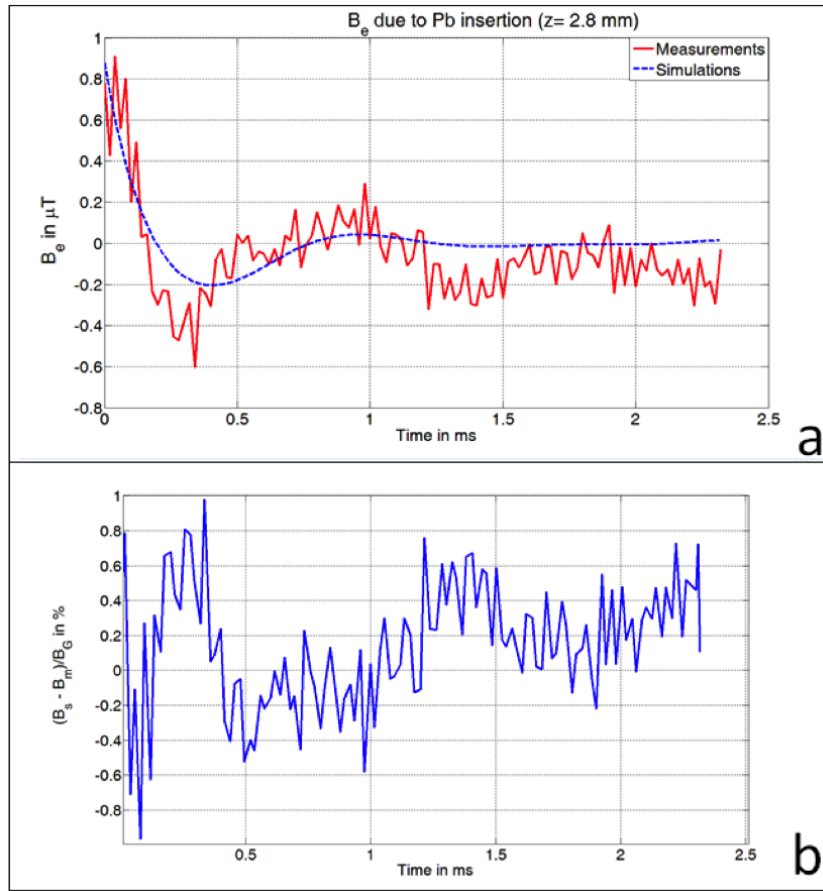 B_e due to Pb insertion (z= 2.8 mm)
Measurements
Simulations
B_e in μT
1
0.8
0.6
0.4
0.2
0
-0.2
-0.4
-0.6
-0.8
0 0.5 1 1.5 2 2.5
Time in ms
a
(B_s - B_m)/B_G in %
1
0.8
0.6
0.4
0.2
0
-0.2
-0.4
-0.6
-0.8
0.5 1 1.5 2 2.5
Time in ms
b